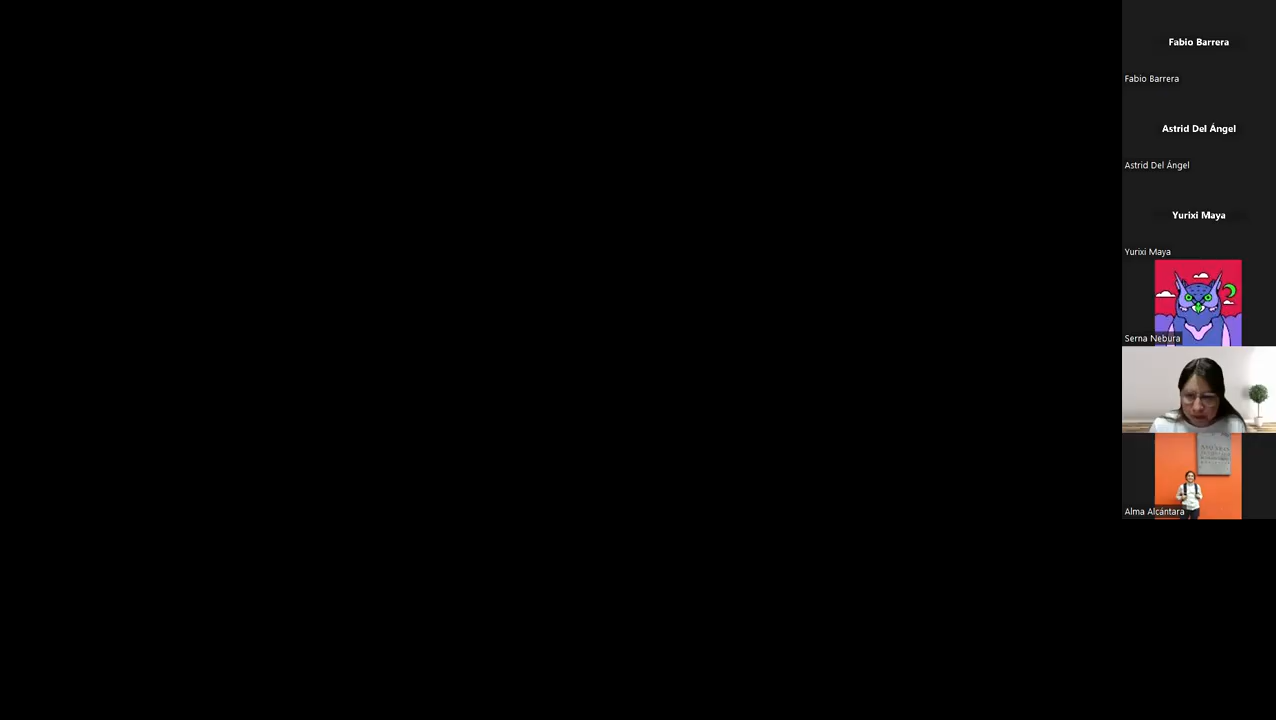 Fabio Barrera
Fabio Barrera
Astrid Del Ángel
Astrid Del Ángel
Yurixi Maya
Yurixi Maya
Serna Nebura
Alma Alcántara